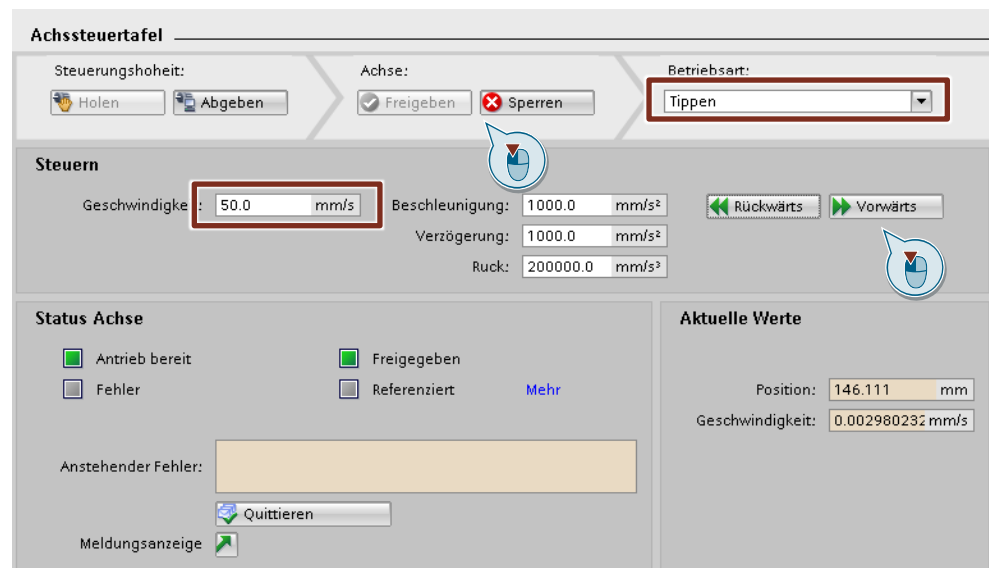 Achssteuertafel
Steuerungshoheit: Achse: Betriebsart:
Holen Abgeben Freigeben Sperren Tippen
Steuern
Geschwindigke : 50.0 mm/s Beschleunigung: 1000.0 mm/s² Rückwärts Vorwärts
Verzögerung: 1000.0 mm/s²
Ruck: 200000.0 mm/s³
Status Achse Aktuelle Werte
Antrieb bereit Freigegeben
Fehler Referenziert Mehr Position: 146.111 mm
Geschwindigkeit: 0.002980232 mm/s
Anstehender Fehler:
Quittieren
Meldungsanzeige